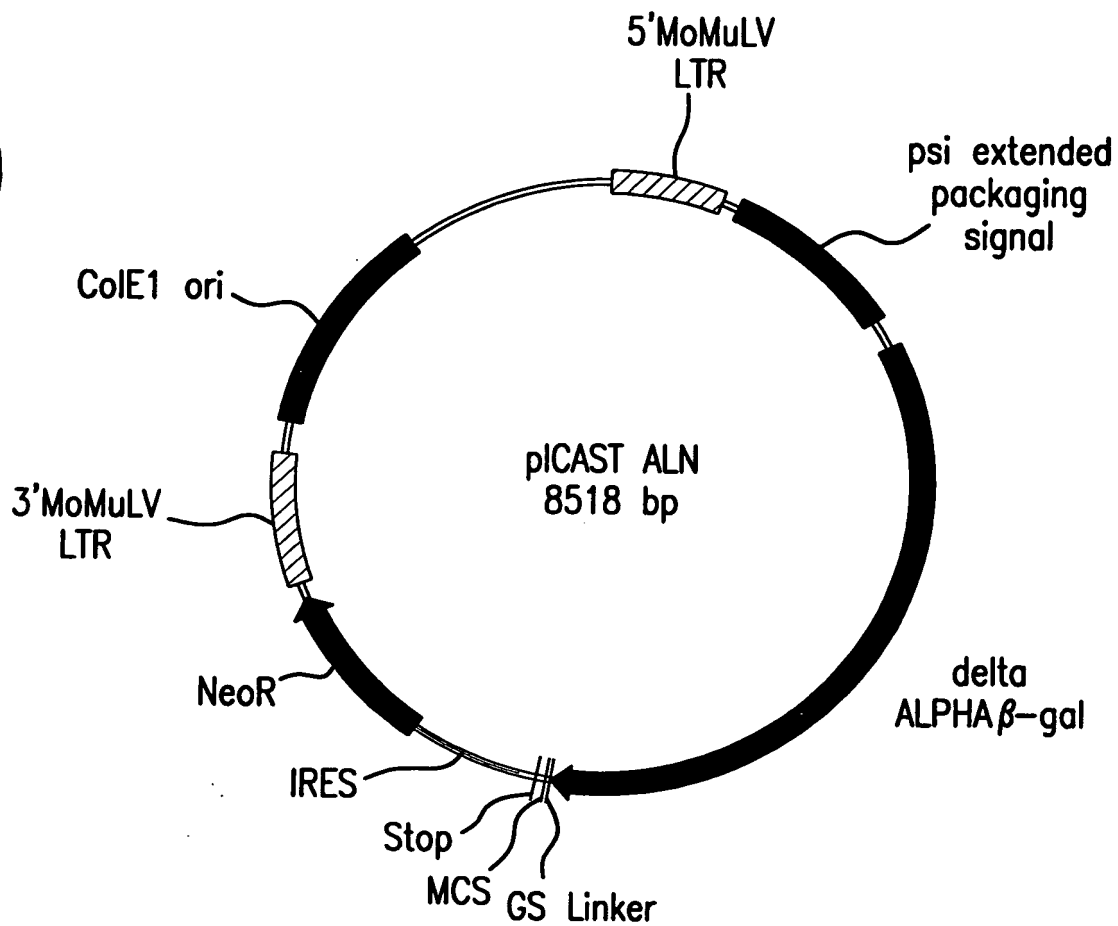 5'MoMuLV
LTR
psi extended
packaging
signal
ColE1 ori
pICAST ALN
8518 bp
3'MoMuLV
LTR
delta
ALPHA β-gal
NeoR
IRES
Stop
MCS
GS Linker